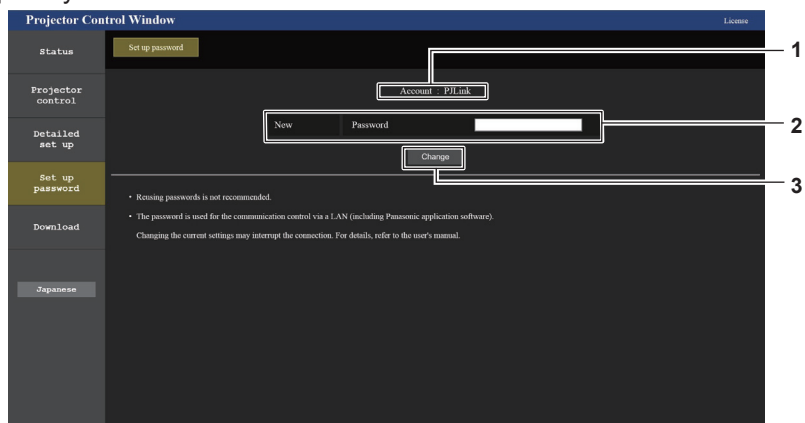 Projector Control Window
License
Status
Set up password
1
Projector
control
Account : PJLink
New Password
2
Detailed
set up
Change
Set up
password
3
• Reusing passwords is not recommended.
• The password is used for the communication control via a LAN (including Panasonic application software).
Changing the current settings may interrupt the connection. For details, refer to the user's manual.
Download
Japanese